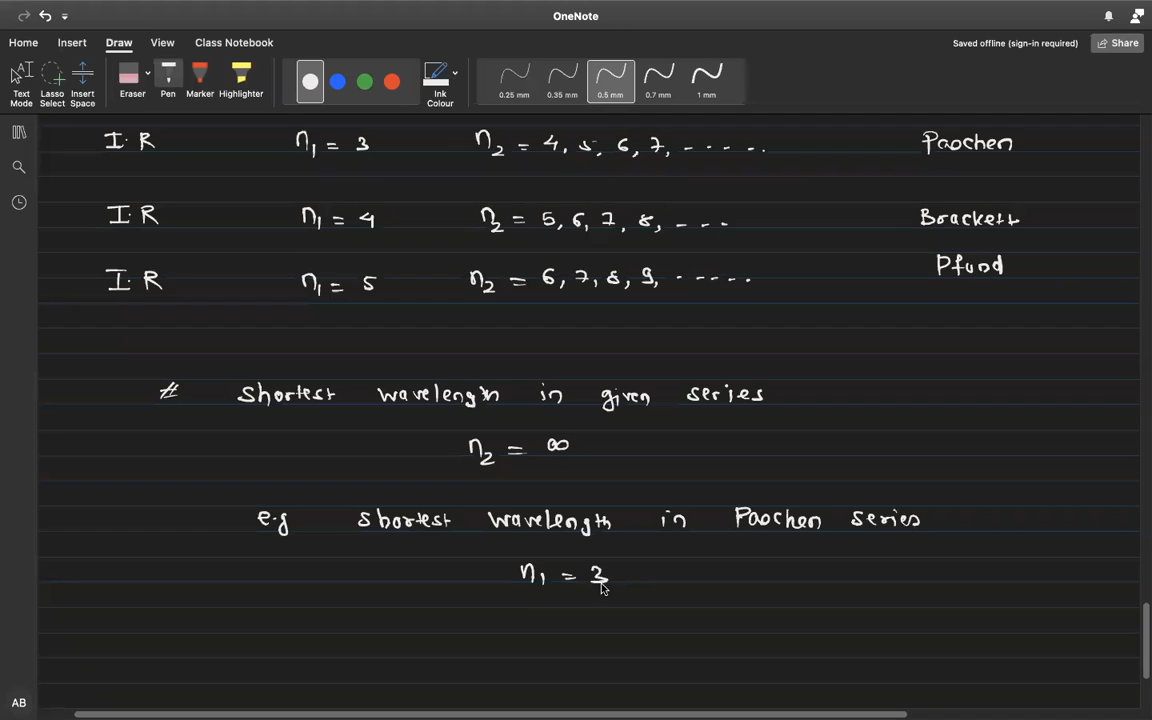 OneNote
Home Insert Draw View Class Notebook
Saved offline (sign-in required) Share
Text Mode Lasso Select Insert Space Eraser Pen Marker Highlighter Ink Colour 0.25 mm 0.35 mm 0.5 mm 0.7 mm 1 mm
I.R n₁ = 3 n₂ = 4, 5, 6, 7, ------ Paschen
I.R n₁ = 4 n₂ = 5, 6, 7, 8, ---- Brackett
I.R n₁ = 5 n₂ = 6, 7, 8, 9, ------ Pfund
# shortest wavelength in given series
n₂ = ∞
e.g shortest wavelength in Paschen series
n₁ = 3
AB